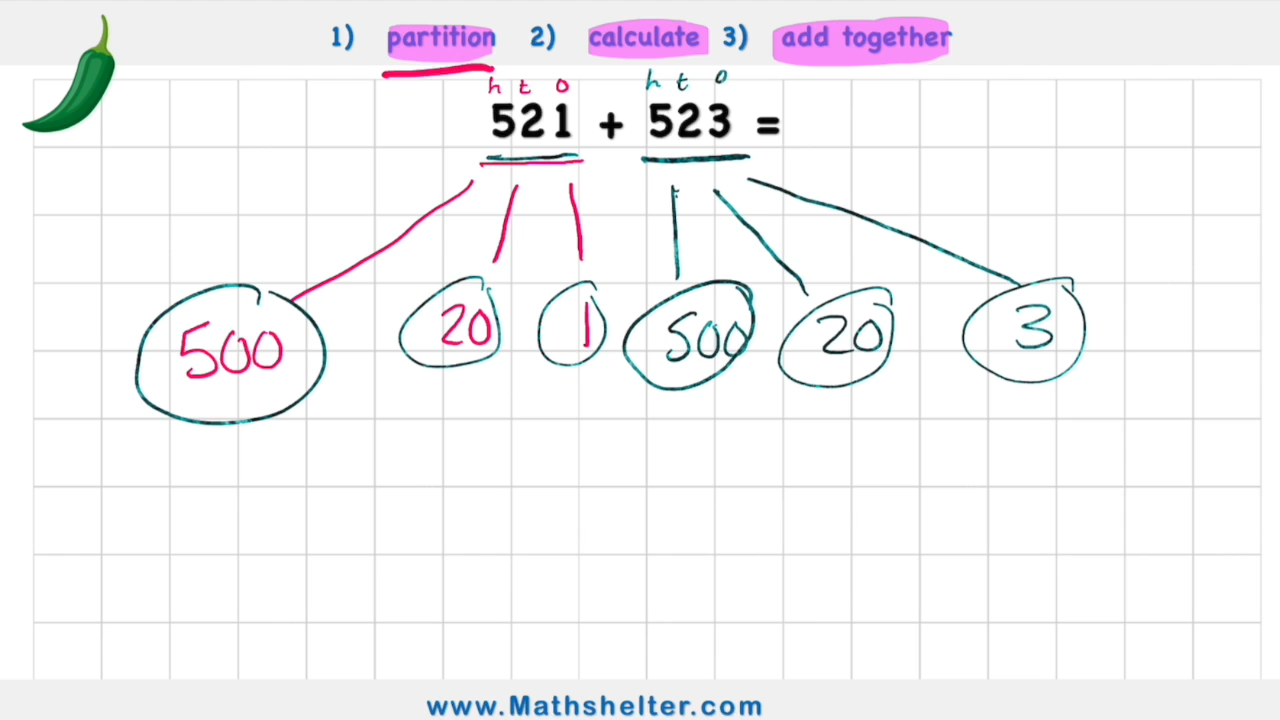 1) partition 2) calculate 3) add together
h t o h t o
521 + 523 =
500 20 1 500 20 3
www.Mathshelter.com